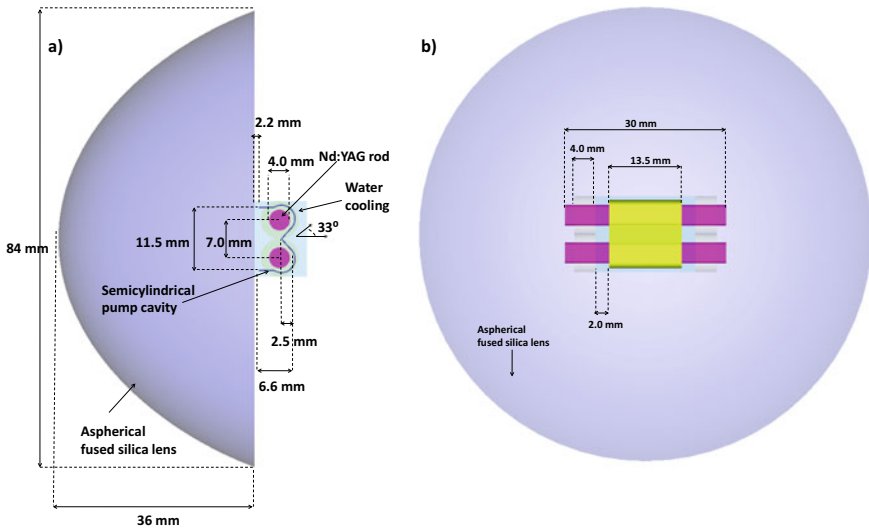 a)
2.2 mm
4.0 mm
Nd:YAG rod
Water
cooling
33°
84 mm
11.5 mm
7.0 mm
Semicylindrical
pump cavity
2.5 mm
6.6 mm
Aspherical
fused silica lens
36 mm
b)
30 mm
4.0 mm
13.5 mm
2.0 mm
Aspherical
fused silica lens